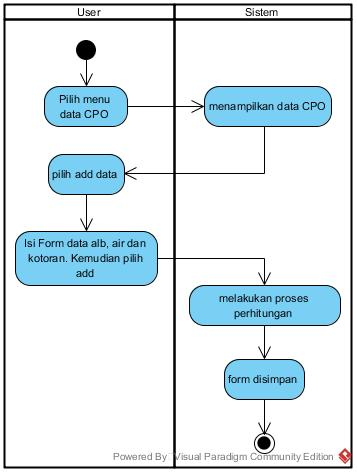 User
Sistem
Pilih menu
data CPO
menampilkan data CPO
pilih add data
Isi Form data alb, air dan
kotoran. Kemudian pilih
add
melakukan proses
perhitungan
form disimpan
Powered By Visual Paradigm Community Edition